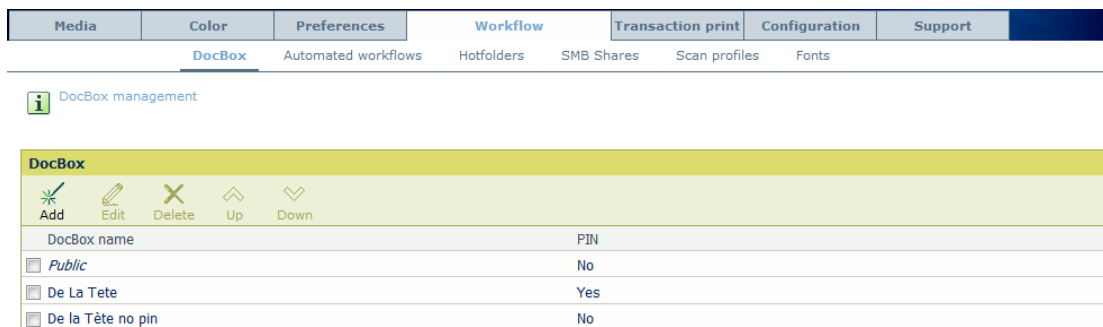 Media Color Preferences Workflow Transaction print Configuration Support
DocBox Automated workflows Hotfolders SMB Shares Scan profiles Fonts
i DocBox management
DocBox
Add Edit Delete Up Down
DocBox name PIN
Public No
De La Tete Yes
De la Tète no pin No